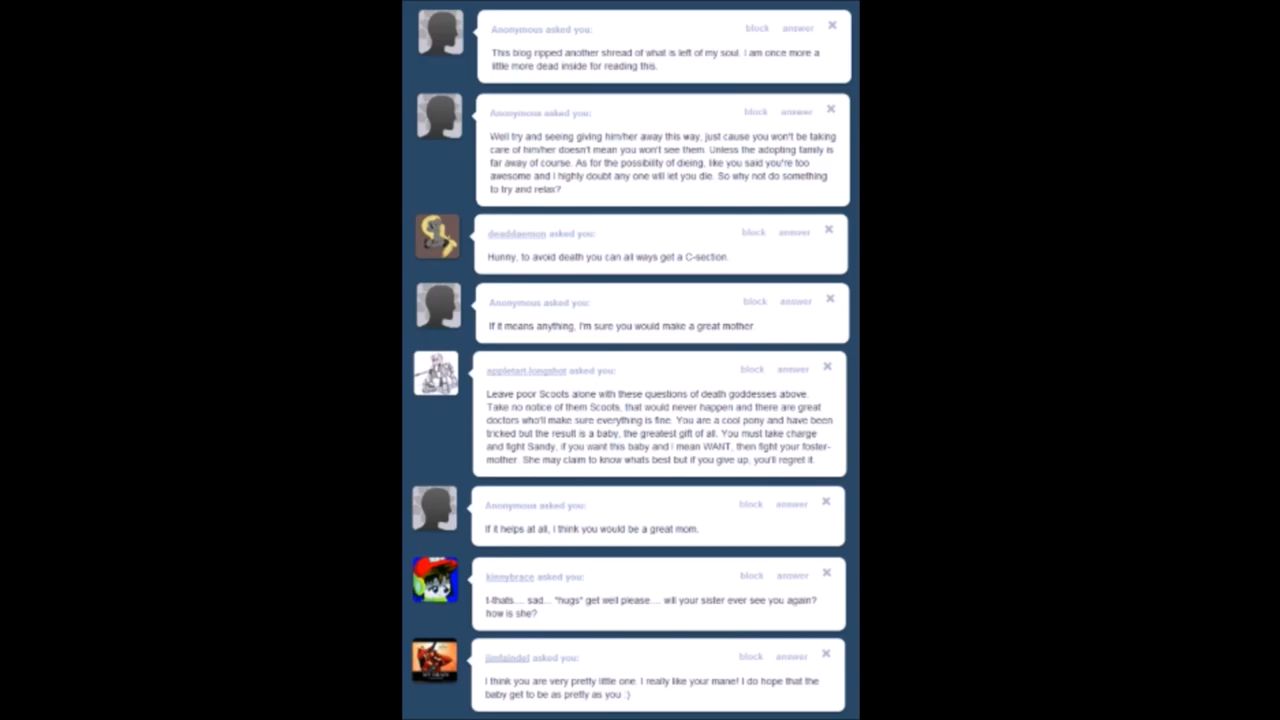 Anonymous asked you:
block answer ×
This blog ripped another shread of what is left of my soul. I am once more a
little more dead inside for reading this.
Anonymous asked you:
block answer ×
Well try and seeing giving him/her away this way, just cause you won't be taking
care of him/her doesn't mean you won't see them. Unless the adopting family is
far away of course. As for the possibility of dieing, like you said you're too
awesome and I highly doubt any one will let you die. So why not do something
to try and relax?
deaddaemon asked you:
block answer ×
Hunny, to avoid death you can all ways get a C-section.
Anonymous asked you:
block answer ×
If it means anything, I'm sure you would make a great mother.
appletart-longshot asked you:
block answer ×
Leave poor Scoots alone with these questions of death goddesses above.
Take no notice of them Scoots, that would never happen and there are great
doctors who'll make sure everything is fine. You are a cool pony and have been
tricked but the result is a baby, the greatest gift of all. You must take charge
and fight Sandy, if you want this baby and I mean WANT, then fight your foster-
mother. She may claim to know whats best but if you give up, you'll regret it.
Anonymous asked you:
block answer ×
If it helps at all, I think you would be a great mom.
kinnybrace asked you:
block answer ×
t-thats.... sad... "hugs" get well please.... will your sister ever see you again?
how is she?
asked you:
block answer ×
I think you are very pretty little one. I really like your mane! I do hope that the
baby get to be as pretty as you :)